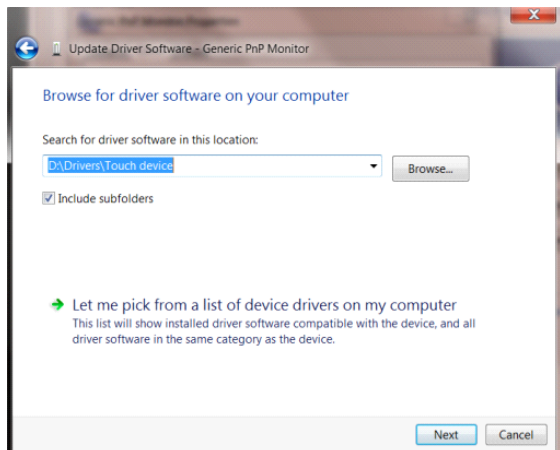 Update Driver Software - Generic PnP Monitor
Browse for driver software on your computer
Search for driver software in this location:
D:\Drivers\Touch device
Browse...
Include subfolders
Let me pick from a list of device drivers on my computer
This list will show installed driver software compatible with the device, and all
driver software in the same category as the device.
Next
Cancel